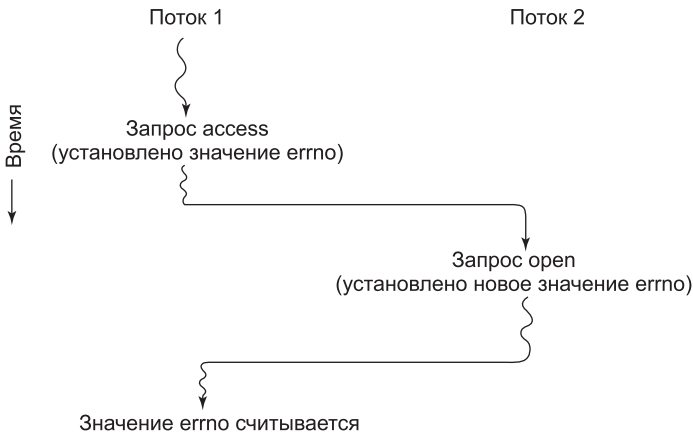 Поток 1
Поток 2
Время
Запрос access
(установлено значение errno)
Запрос open
(установлено новое значение errno)
Значение errno считывается